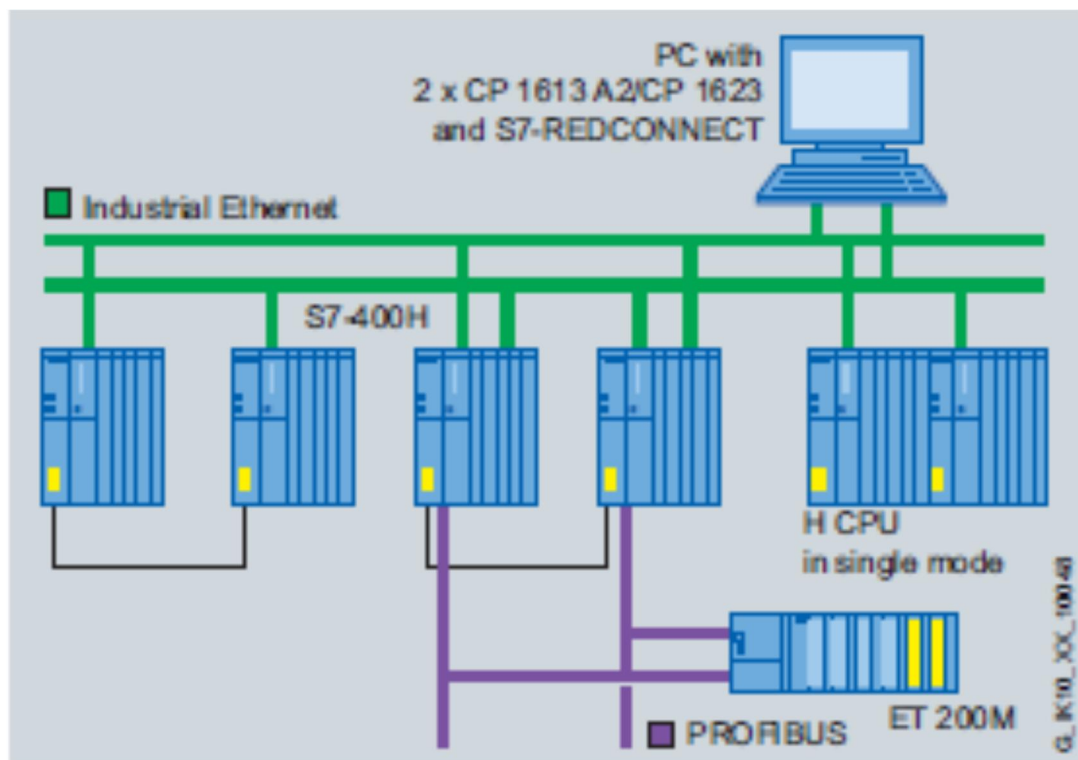 PC with
2 x CP 1613 A2/CP 1623
and S7-REDCONNECT
Industrial Ethernet
S7-400H
H CPU
in single mode
ET 200M
PROFIBUS
G_IK10_XX_10048